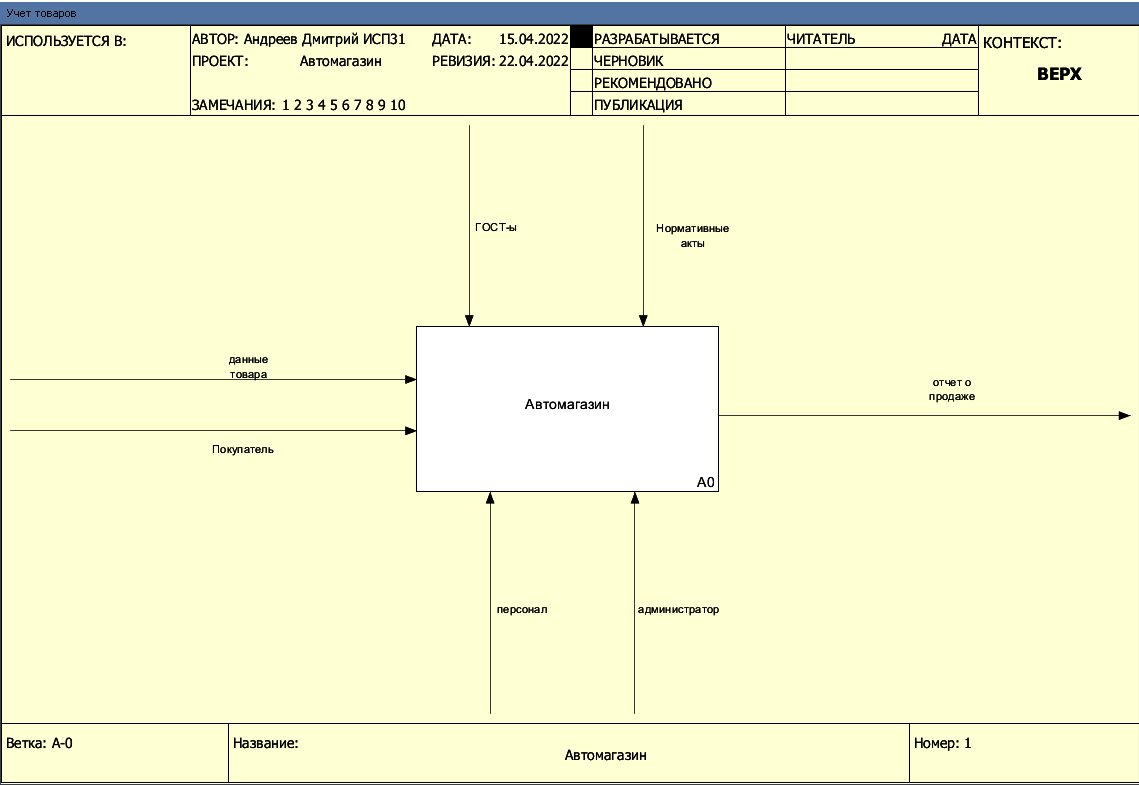 Учет товаров
ИСПОЛЬЗУЕТСЯ В:
АВТОР: Андреев Дмитрий ИСП31 ДАТА: 15.04.2022
ПРОЕКТ: Автомагазин РЕВИЗИЯ: 22.04.2022
ЗАМЕЧАНИЯ: 1 2 3 4 5 6 7 8 9 10
РАЗРАБАТЫВАЕТСЯ
ЧЕРНОВИК
РЕКОМЕНДОВАНО
ПУБЛИКАЦИЯ
ЧИТАТЕЛЬ ДАТА
КОНТЕКСТ:
ВЕРХ
ГОСТ-ы
Нормативные
акты
данные
товара
Покупатель
Автомагазин
A0
отчет о
продаже
персонал
администратор
Ветка: A-0
Название:
Автомагазин
Номер: 1